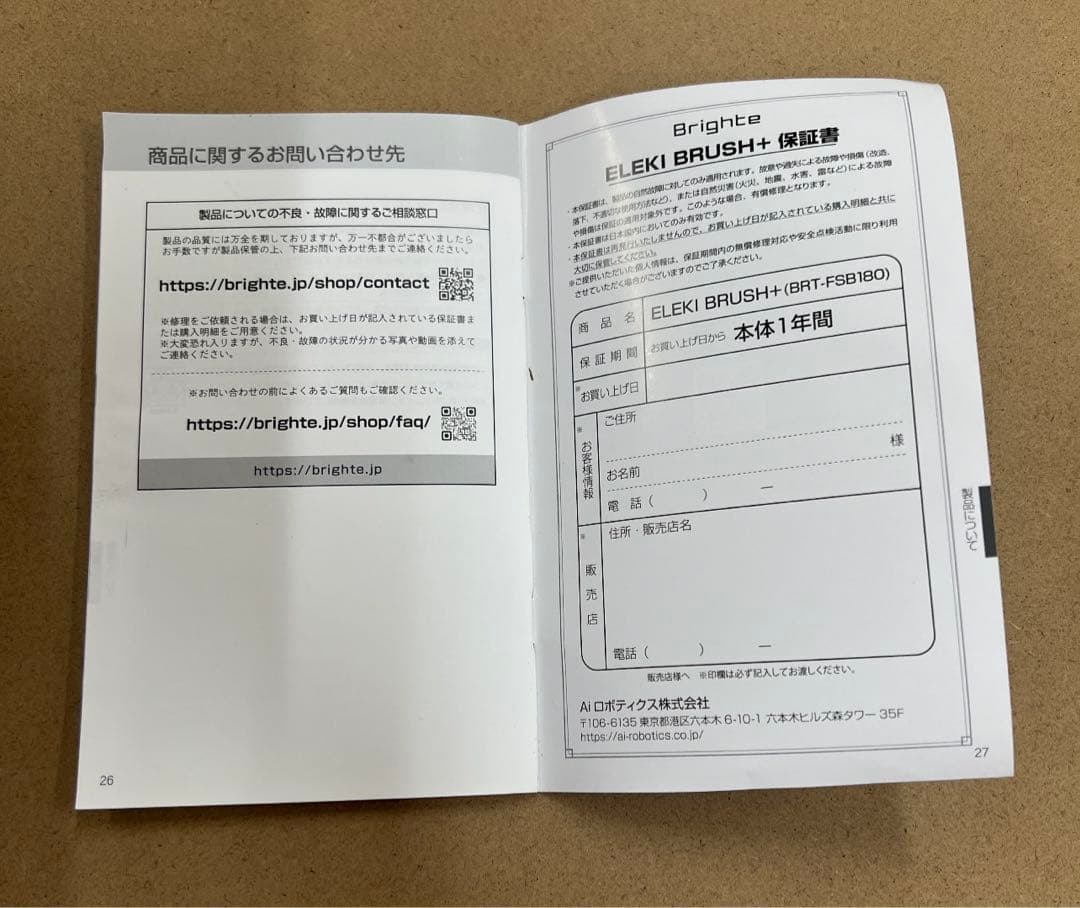 商品に関するお問い合わせ先
製品についての不良・故障に関するご相談窓口
製品の品質には万全を期しておりますが、万一不都合がございましたら
お手数ですが製品保管の上、下記お問い合わせ先までご連絡ください。
https://brighte.jp/shop/contact
※修理をご依頼される場合は、お買い上げ日が記入されている保証書ま
たは購入明細をご用意ください。
※大変恐れ入りますが、不良・故障の状況が分かる写真や動画を添えて
ご連絡ください。
※お問い合わせの前によくあるご質問もご確認ください。
https://brighte.jp/shop/faq/
https://brighte.jp
26
Brighte
ELEKI BRUSH+ 保証書
・本保証書は、製品の自然故障に対してのみ適用されます。故意や過失による故障や損傷（改造、
落下、不適切な使用方法など）、または自然災害（火災、地震、水害、雷など）による故障
や損傷は保証の適用対象外です。このような場合、有償修理となります。
・本保証書は日本国内においてのみ有効です。
・本保証書は再発行いたしませんので、お買い上げ日が記入されている購入明細と共に
大切に保管してください。
※ご提供いただいた個人情報は、保証期間内の無償修理対応や安全点検活動に限り利用
させていただく場合がございますのでご了承ください。
商品名 ELEKI BRUSH+(BRT-FSB180)
保証期間 お買い上げ日から 本体1年間
※お買い上げ日
※お客様情報
ご住所
お名前 様
電話（ ） ー
※販売店
住所・販売店名
電話（ ） ー
販売店様へ ※印欄は必ず記入してお渡しください。
Ai ロボティクス株式会社
〒106-6135 東京都港区六本木 6-10-1 六本木ヒルズ森タワー 35F
https://ai-robotics.co.jp/
製品について
27